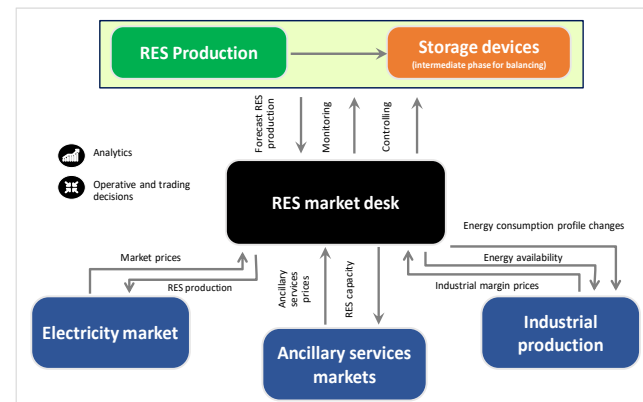 RES Production
Storage devices
(intermediate phase for balancing)
Forecast RES
production
Monitoring
Controlling
Analytics
Operative and trading
decisions
RES market desk
Energy consumption profile changes
Market prices
Energy availability
RES production
Ancillary
services
prices
RES capacity
Industrial margin prices
Electricity market
Ancillary services
markets
Industrial
production